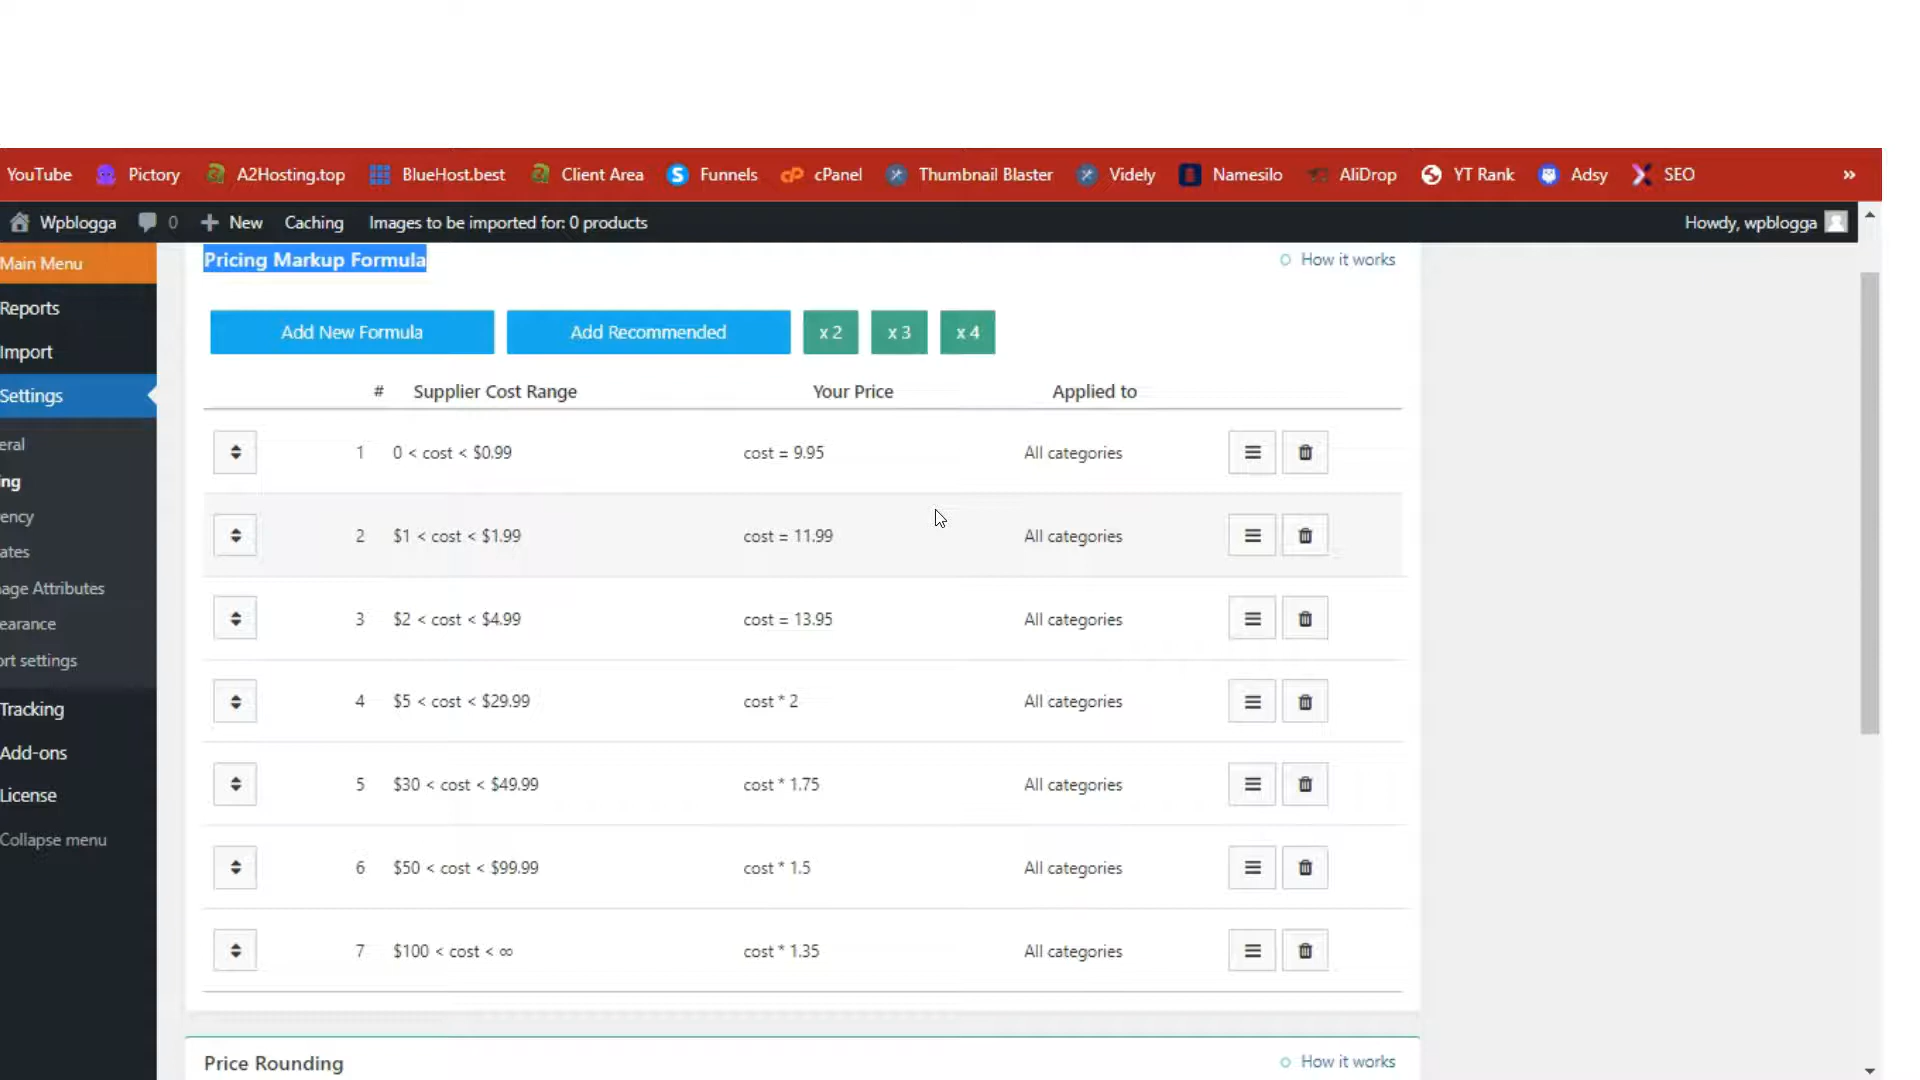 YouTube Pictory A2Hosting.top BlueHost.best Client Area Funnels cPanel Thumbnail Blaster Videly Namesilo AliDrop YT Rank Adsy SEO »
Wpblogga 0 New Caching Images to be imported for: 0 products Howdy, wpblogga
Main Menu
Reports
Import
Settings
eral
ing
ency
ates
age Attributes
earance
ort settings
Tracking
Add-ons
License
Collapse menu
Pricing Markup Formula How it works
Add New Formula Add Recommended x 2 x 3 x 4
# Supplier Cost Range Your Price Applied to
1 0 < cost < $0.99 cost = 9.95 All categories
2 $1 < cost < $1.99 cost = 11.99 All categories
3 $2 < cost < $4.99 cost = 13.95 All categories
4 $5 < cost < $29.99 cost * 2 All categories
5 $30 < cost < $49.99 cost * 1.75 All categories
6 $50 < cost < $99.99 cost * 1.5 All categories
7 $100 < cost < ∞ cost * 1.35 All categories
Price Rounding How it works